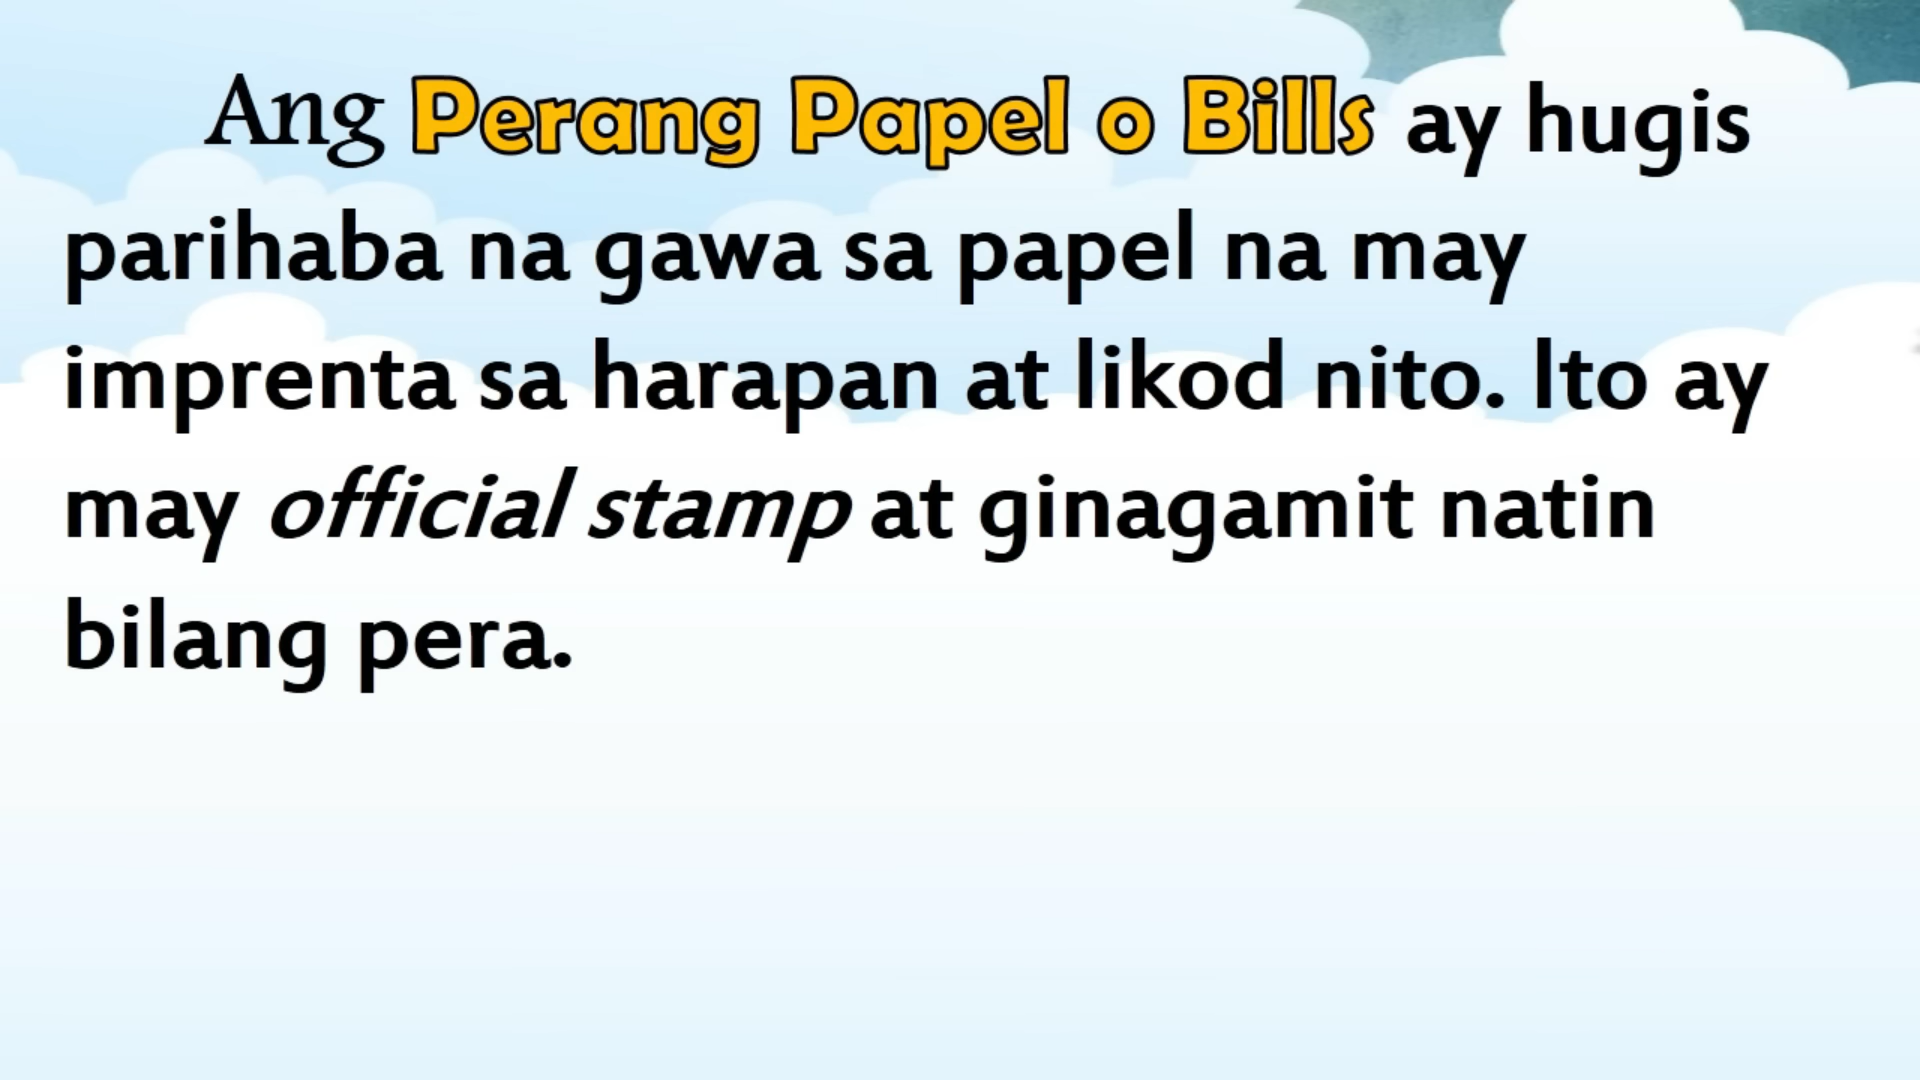 Ang Perang Papel o Bills ay hugis
parihaba na gawa sa papel na may
imprenta sa harapan at likod nito. Ito ay
may official stamp at ginagamit natin
bilang pera.